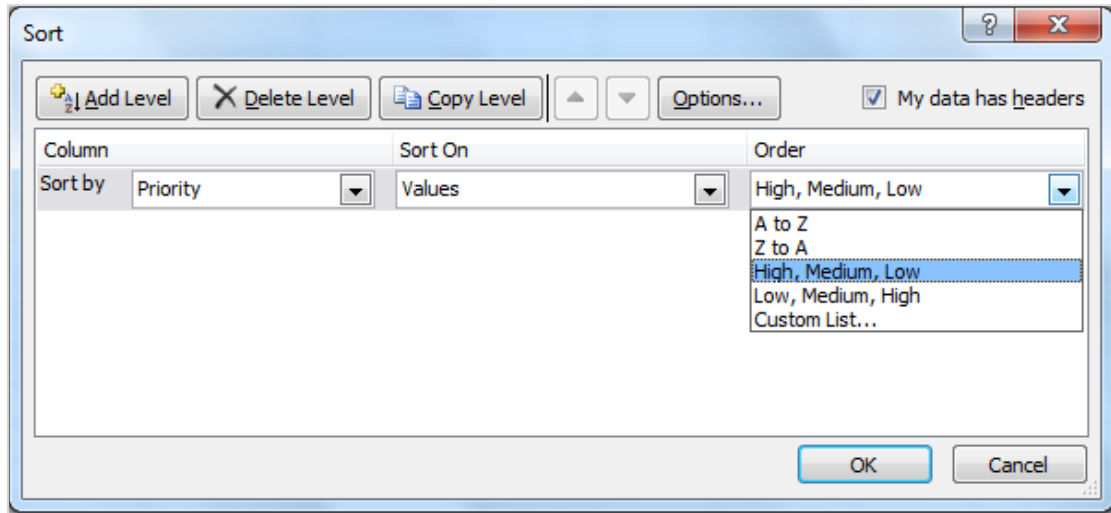 Sort
Add Level Delete Level Copy Level Options... My data has headers
Column Sort On Order
Sort by Priority Values High, Medium, Low
A to Z
Z to A
High, Medium, Low
Low, Medium, High
Custom List...
OK Cancel